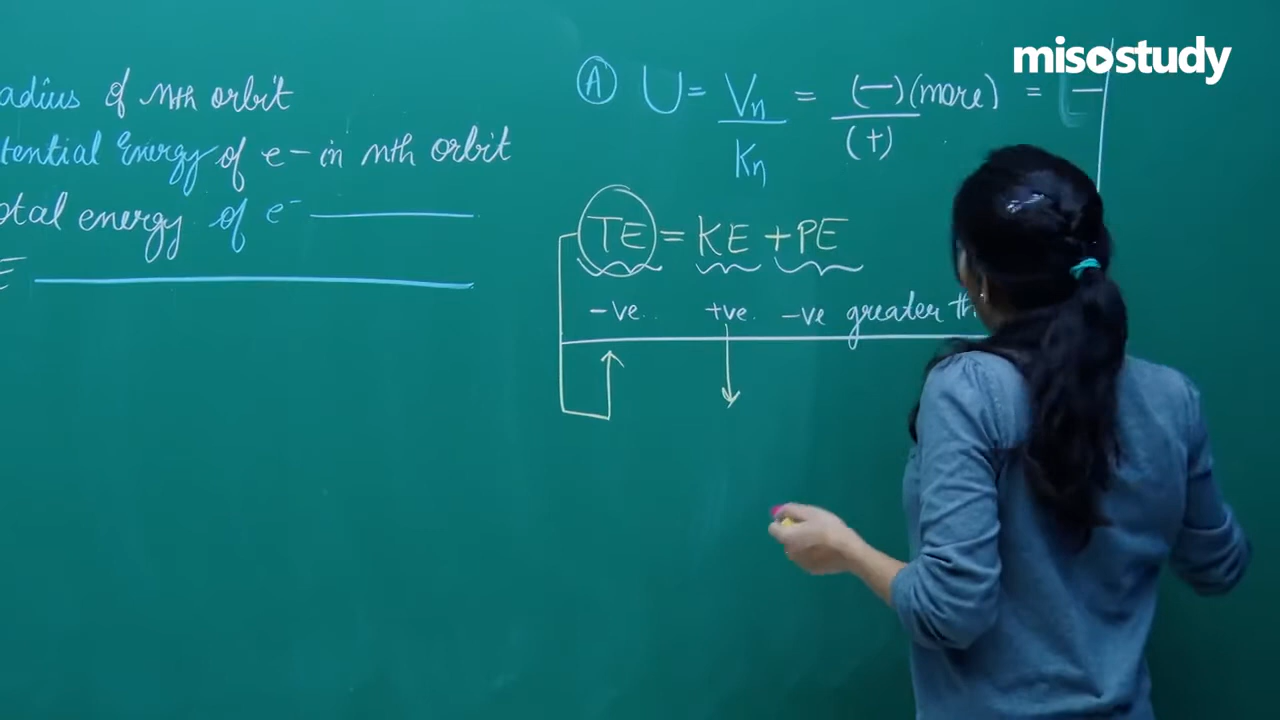 misostudy
adius of nth orbit
tential Energy of e- in nth orbit
otal energy of e-
E
(A) U = Vn / Kn = (-)(more) / (+) = -
TE = KE + PE
-ve.. +ve. -ve greater th